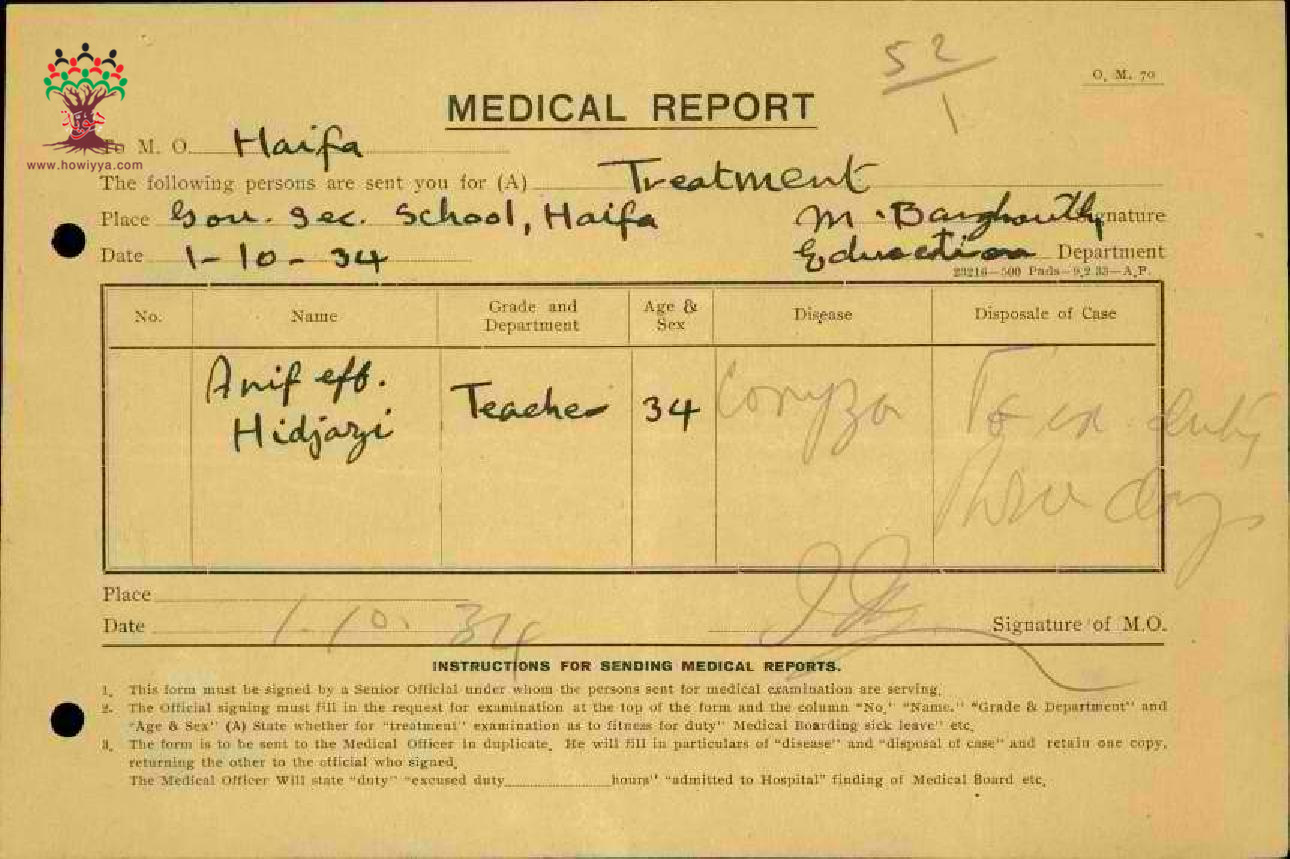 52/1
O. M. 70
MEDICAL REPORT
To M. O. Haifa
www.howiyya.com
The following persons are sent you for (A) Treatment
Place Gov. Sec. School, Haifa M. Barghouthy Signature
Date 1-10-34 Education Department
23216—500 Pads—9.2.33—A.P.
No. Name Grade and Department Age & Sex Disease Disposale of Case
Arif eff. Hidjazi Teacher 34 Coryza To ex. duty three days
Place
Date 1.10.34 Signature of M.O.
INSTRUCTIONS FOR SENDING MEDICAL REPORTS.
1. This form must be signed by a Senior Official under whom the persons sent for medical examination are serving.
2. The Official signing must fill in the request for examination at the top of the form and the column "No." "Name." "Grade & Department" and
"Age & Sex" (A) State whether for "treatment" examination as to fitness for duty" Medical Boarding sick leave" etc.
3. The form is to be sent to the Medical Officer in duplicate. He will fill in particulars of "disease" and "disposal of case" and retain one copy,
returning the other to the official who signed.
The Medical Officer Will state "duty" "excused duty hours" "admitted to Hospital" finding of Medical Board etc.